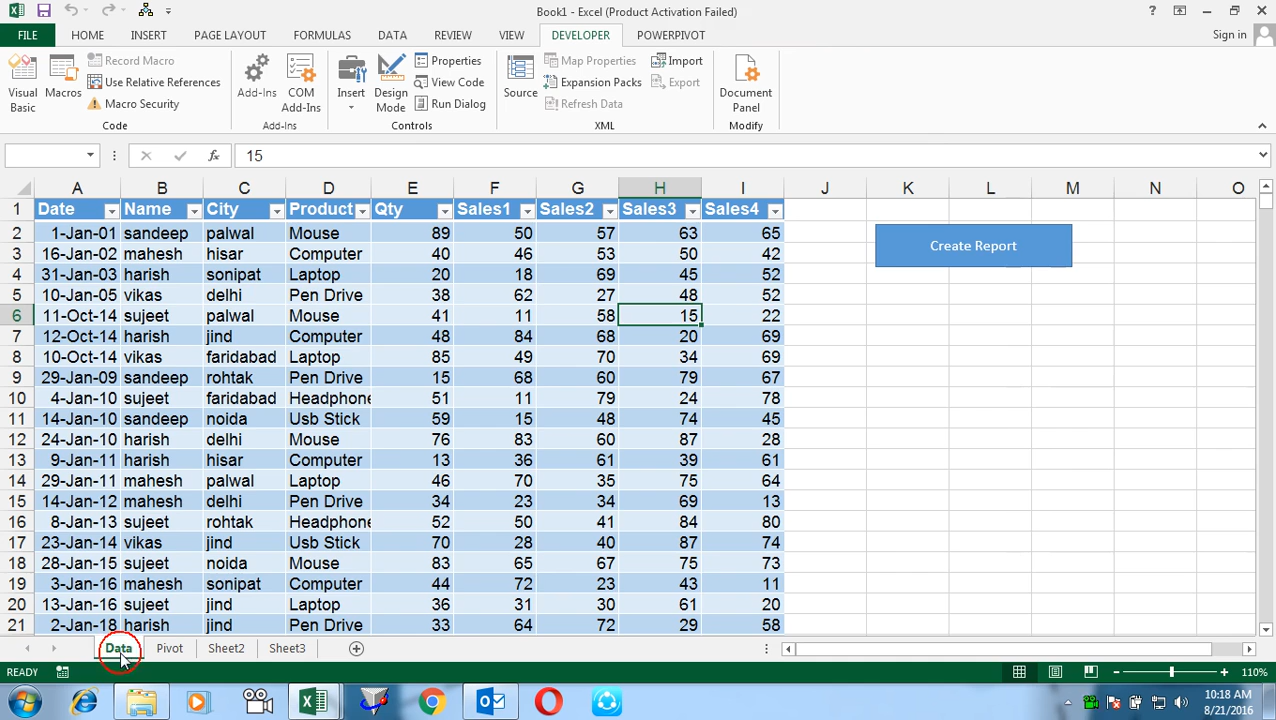 Book1 - Excel (Product Activation Failed)
FILE HOME INSERT PAGE LAYOUT FORMULAS DATA REVIEW VIEW DEVELOPER POWERPIVOT Sign in
Visual Basic
Macros
Record Macro
Use Relative References
Macro Security
Code
Add-Ins
COM Add-Ins
Add-Ins
Insert
Design Mode
Properties
View Code
Run Dialog
Controls
Source
Map Properties
Expansion Packs
Refresh Data
Import
Export
XML
Document Panel
Modify
fx 15
A B C D E F G H I J K L M N O
1 Date Name City Product Qty Sales1 Sales2 Sales3 Sales4
2 1-Jan-01 sandeep palwal Mouse 89 50 57 63 65
Create Report
3 16-Jan-02 mahesh hisar Computer 40 46 53 50 42
4 31-Jan-03 harish sonipat Laptop 20 18 69 45 52
5 10-Jan-05 vikas delhi Pen Drive 38 62 27 48 52
6 11-Oct-14 sujeet palwal Mouse 41 11 58 15 22
7 12-Oct-14 harish jind Computer 48 84 68 20 69
8 10-Oct-14 vikas faridabad Laptop 85 49 70 34 69
9 29-Jan-09 sandeep rohtak Pen Drive 15 68 60 79 67
10 4-Jan-10 sujeet faridabad Headphone 51 11 79 24 78
11 14-Jan-10 sandeep noida Usb Stick 59 15 48 74 45
12 24-Jan-10 harish delhi Mouse 76 83 60 87 28
13 9-Jan-11 harish hisar Computer 13 36 61 39 61
14 29-Jan-11 mahesh palwal Laptop 46 70 35 75 64
15 14-Jan-12 mahesh delhi Pen Drive 34 23 34 69 13
16 8-Jan-13 sujeet rohtak Headphone 52 50 41 84 80
17 23-Jan-14 vikas jind Usb Stick 70 28 40 87 74
18 28-Jan-15 sujeet noida Mouse 83 65 67 75 73
19 3-Jan-16 mahesh sonipat Computer 44 72 23 43 11
20 13-Jan-16 sujeet jind Laptop 36 31 30 61 20
21 2-Jan-18 harish jind Pen Drive 33 64 72 29 58
Data Pivot Sheet2 Sheet3
READY 110%
10:18 AM
8/21/2016